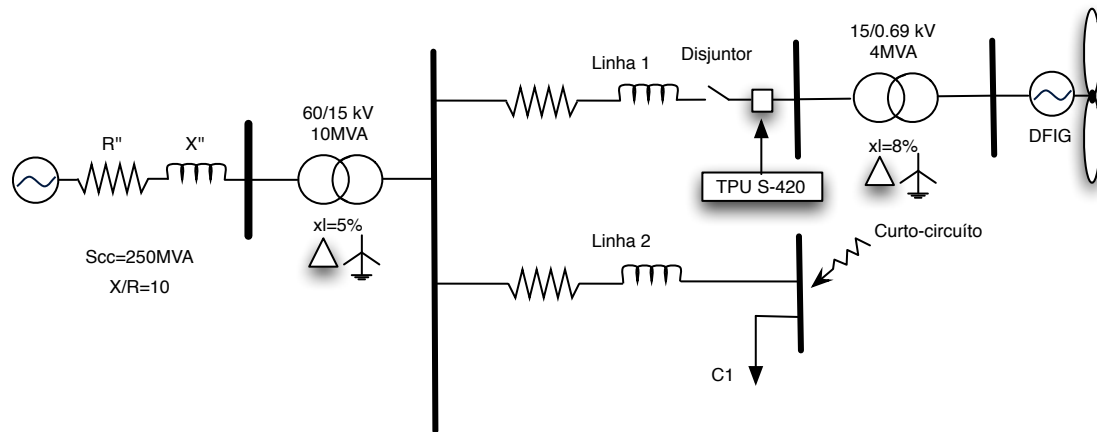 R"
X"
Scc=250MVA
X/R=10
60/15 kV
10MVA
xl=5%
Linha 1
Disjuntor
TPU S-420
15/0.69 kV
4MVA
xl=8%
DFIG
Linha 2
Curto-circuíto
C1